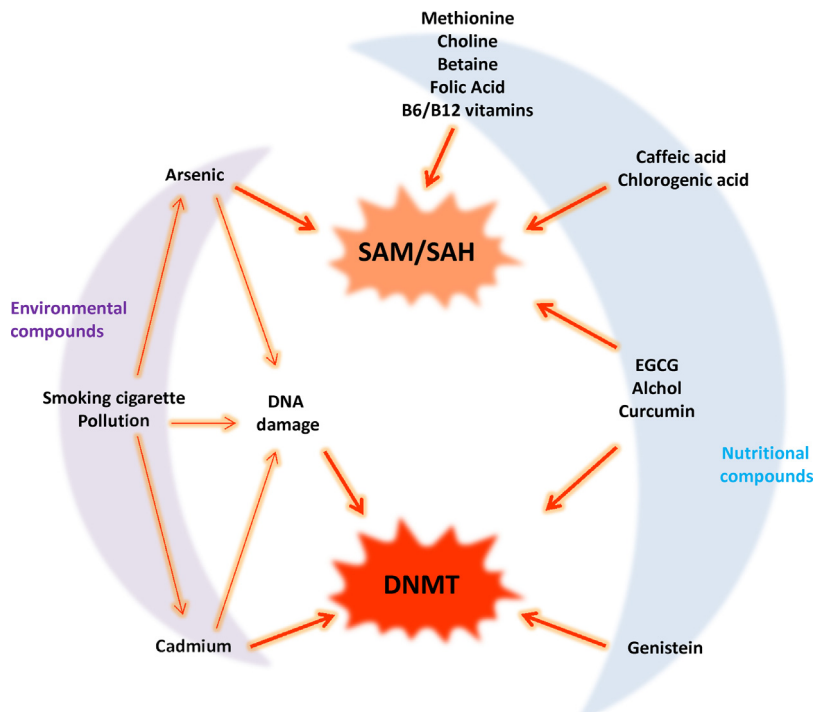 Methionine
Choline
Betaine
Folic Acid
B6/B12 vitamins
Caffeic acid
Chlorogenic acid
Arsenic
SAM/SAH
Environmental
compounds
EGCG
Alchol
Curcumin
Smoking cigarette
Pollution
DNA
damage
Nutritional
compounds
DNMT
Cadmium
Genistein